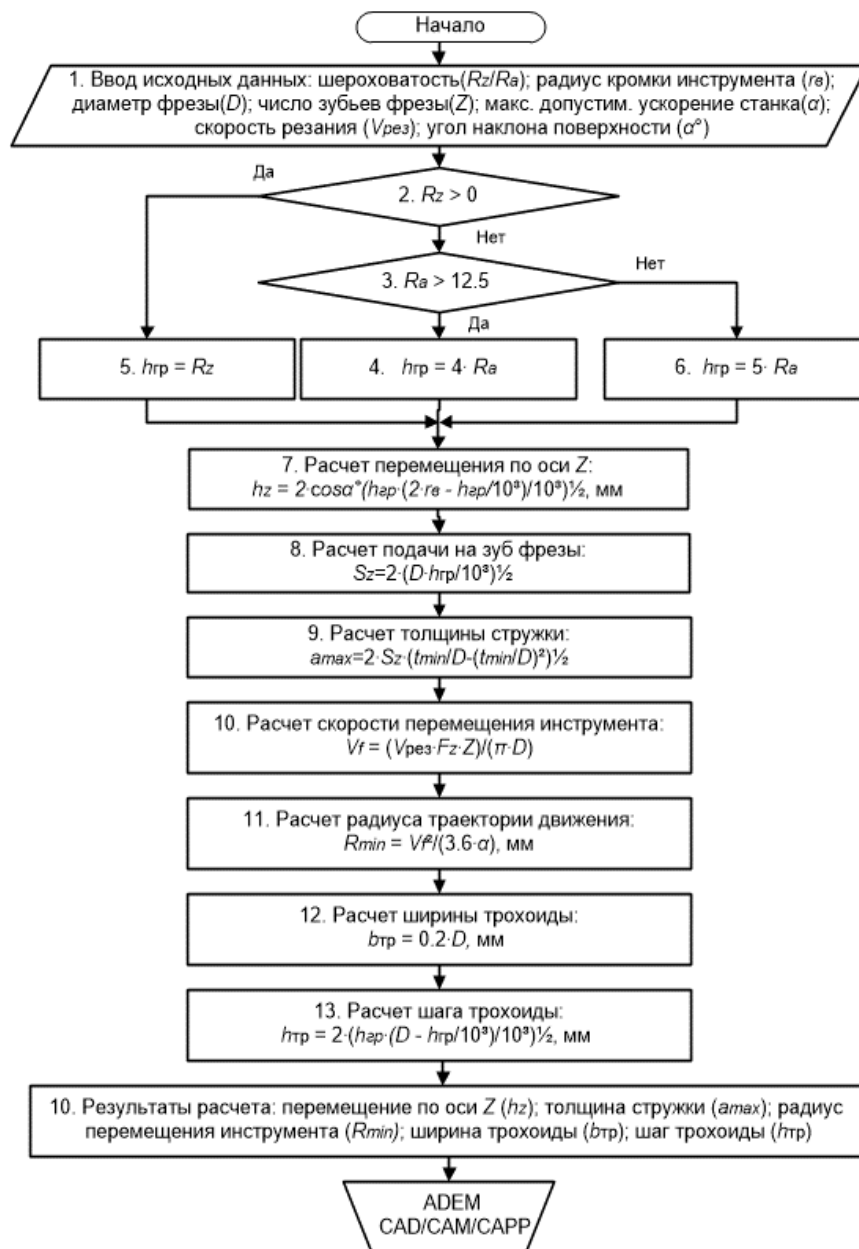 Начало
1. Ввод исходных данных: шероховатость(Rz/Ra); радиус кромки инструмента (rв);
диаметр фрезы(D); число зубьев фрезы(Z); макс. допустим. ускорение станка(α);
скорость резания (Vрез); угол наклона поверхности (α°)
Да
2. Rz > 0
Нет
3. Ra > 12.5
Нет
Да
5. hгр = Rz
4. hгр = 4· Ra
6. hгр = 5· Ra
7. Расчет перемещения по оси Z:
hz = 2·cosα°(hгр·(2·rв - hгр/10³)/10³)½, мм
8. Расчет подачи на зуб фрезы:
Sz=2·(D·hгр/10³)½
9. Расчет толщины стружки:
amax=2·Sz·(tmin/D-(tmin/D)²)½
10. Расчет скорости перемещения инструмента:
Vf = (Vрез·Fz·Z)/(π·D)
11. Расчет радиуса траектории движения:
Rmin = Vf²/(3.6·α), мм
12. Расчет ширины трохоиды:
bтр = 0.2·D, мм
13. Расчет шага трохоиды:
hтр = 2·(hгр·(D - hгр/10³)/10³)½, мм
10. Результаты расчета: перемещение по оси Z (hz); толщина стружки (amax); радиус
перемещения инструмента (Rmin); ширина трохоиды (bтр); шаг трохоиды (hтр)
ADEM
CAD/CAM/CAPP